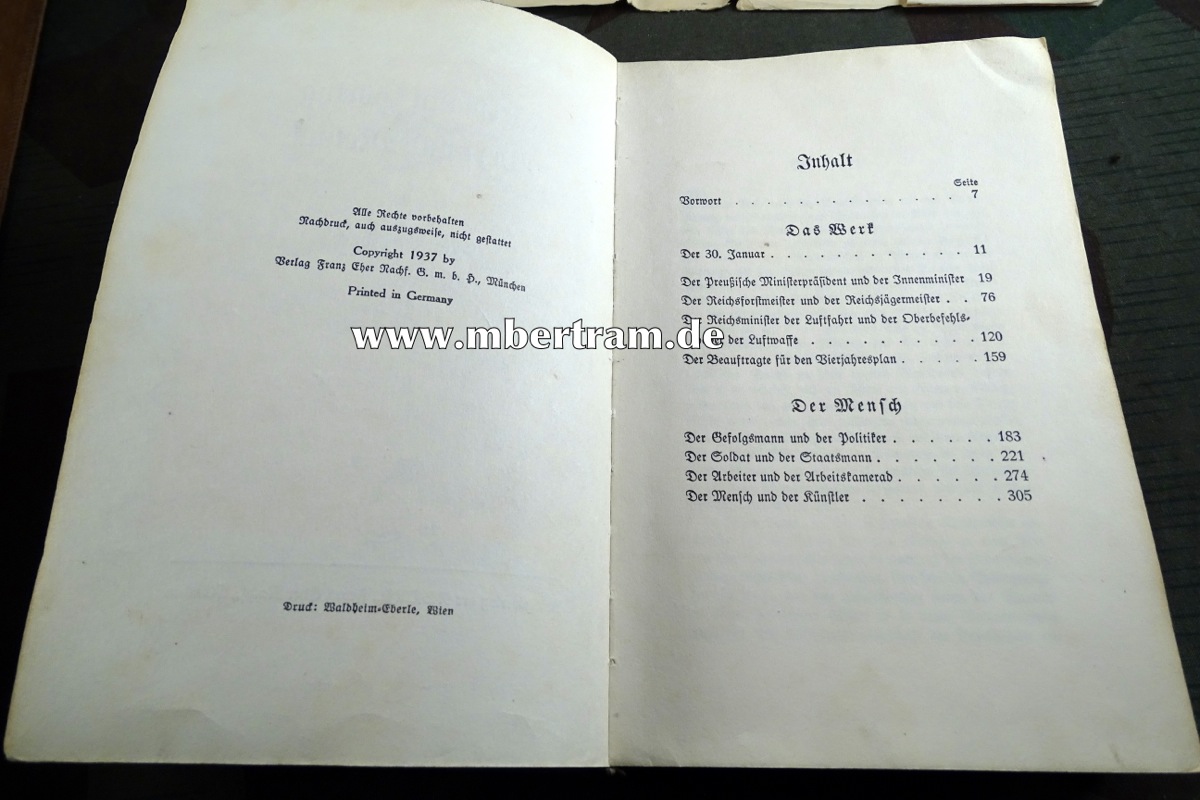 Alle Rechte vorbehalten
Nachdruck, auch auszugsweise, nicht gestattet
Copyright 1937 by
Verlag Franz Eher Nachf. G. m. b. H., München
Printed in Germany
Druck: Waldheim-Eberle, Wien
Inhalt
Seite
Vorwort . . . . . . . . . . . . . . 7
Das Werk
Der 30. Januar . . . . . . . . . . . . 11
Der Preußische Ministerpräsident und der Innenminister 19
Der Reichsforstmeister und der Reichsjägermeister . . 76
Der Reichsminister der Luftfahrt und der Oberbefehls-
der Luftwaffe . . . . . . . . . . 120
Der Beauftragte für den Vierjahresplan . . . . . 159
Der Mensch
Der Gefolgsmann und der Politiker . . . . . . 183
Der Soldat und der Staatsmann . . . . . . . 221
Der Arbeiter und der Arbeitskamerad . . . . . . 274
Der Mensch und der Künstler . . . . . . . . 305
www.mbertram.de